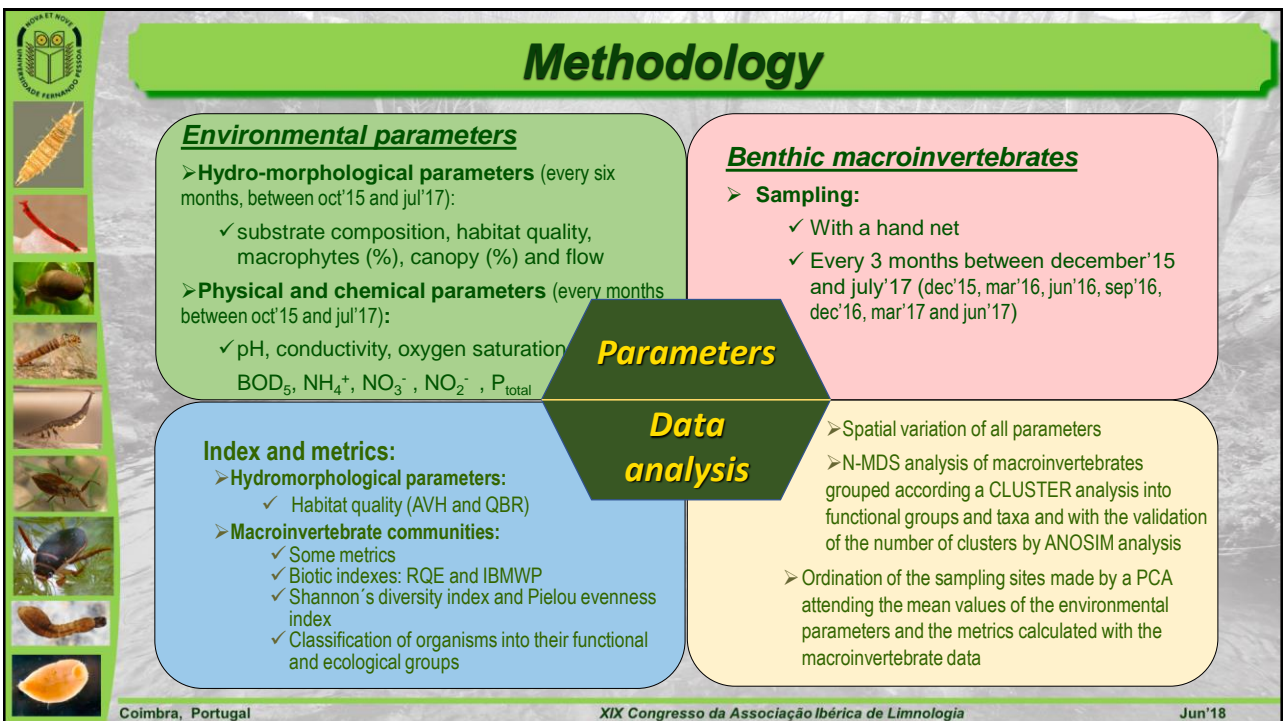 NOVA ET NOVE
UNIVERSIDADE FERNANDO PESSOA
Methodology
Environmental parameters
➢Hydro-morphological parameters (every six
months, between oct'15 and jul'17):
✓substrate composition, habitat quality,
macrophytes (%), canopy (%) and flow
➢Physical and chemical parameters (every months
between oct'15 and jul'17):
✓pH, conductivity, oxygen saturation
BOD₅, NH₄⁺, NO₃⁻ , NO₂⁻ , Ptotal
Benthic macroinvertebrates
➢ Sampling:
✓ With a hand net
✓ Every 3 months between december'15
and july'17 (dec'15, mar'16, jun'16, sep'16,
dec'16, mar'17 and jun'17)
Parameters
Data
analysis
Index and metrics:
➢Hydromorphological parameters:
✓ Habitat quality (AVH and QBR)
➢Macroinvertebrate communities:
✓ Some metrics
✓ Biotic indexes: RQE and IBMWP
✓ Shannon´s diversity index and Pielou evenness
index
✓ Classification of organisms into their functional
and ecological groups
➢Spatial variation of all parameters
➢N-MDS analysis of macroinvertebrates
grouped according a CLUSTER analysis into
functional groups and taxa and with the validation
of the number of clusters by ANOSIM analysis
➢ Ordination of the sampling sites made by a PCA
attending the mean values of the environmental
parameters and the metrics calculated with the
macroinvertebrate data
Coimbra, Portugal
XIX Congresso da Associação Ibérica de Limnologia
Jun'18